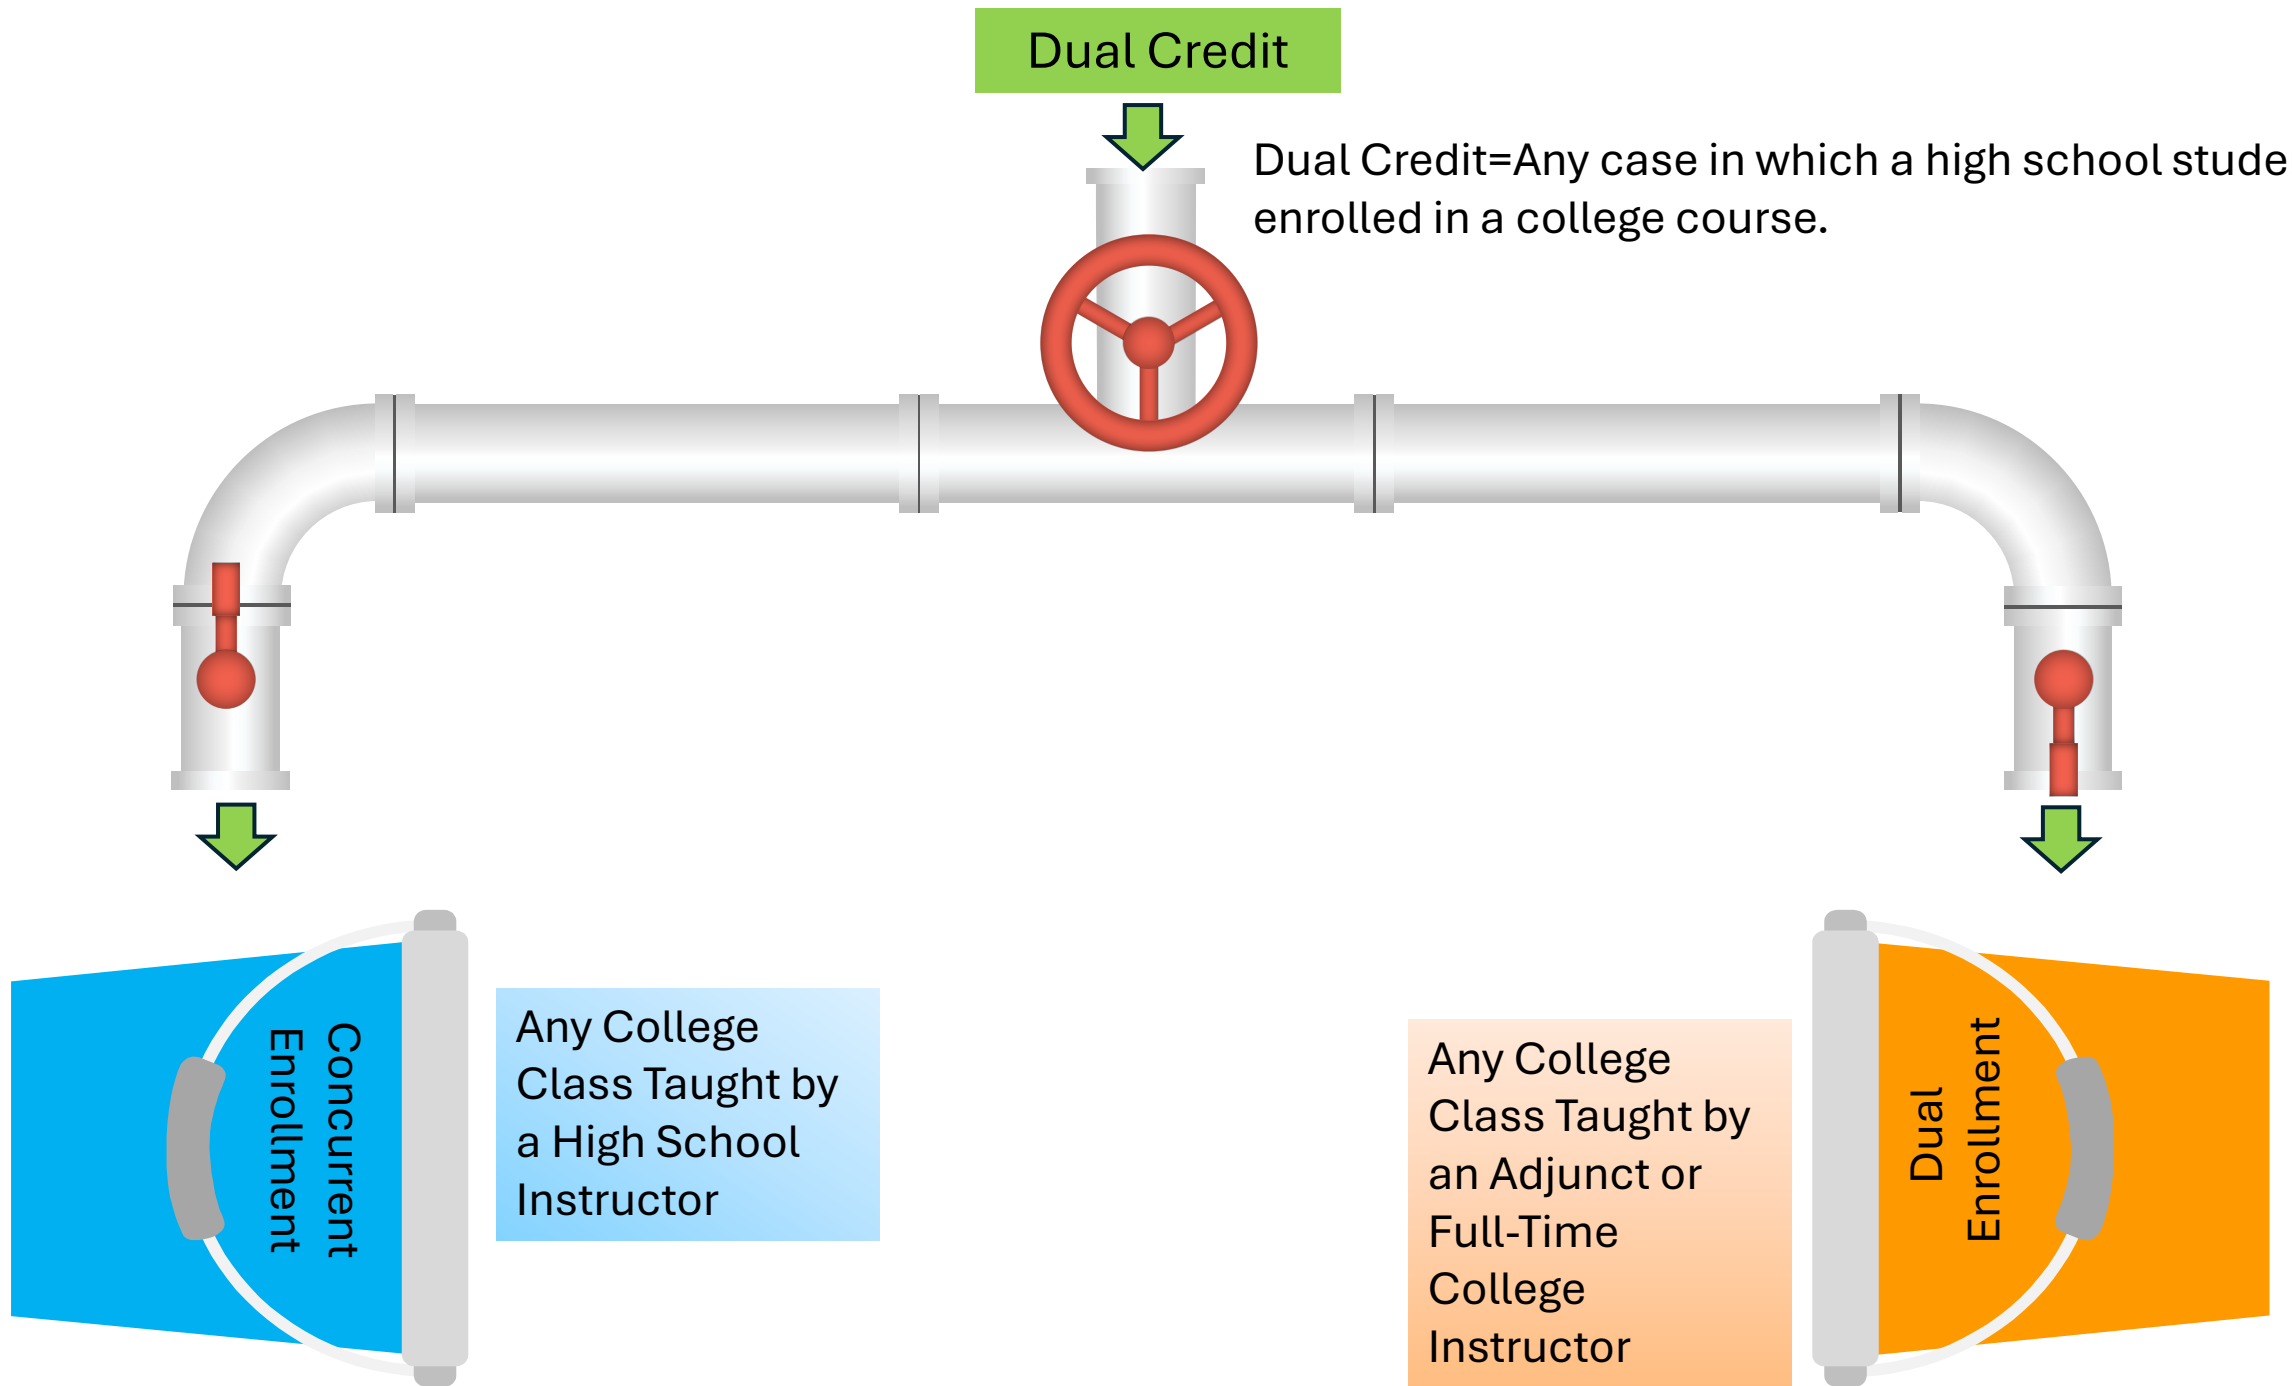 Dual Credit
Dual Credit=Any case in which a high school stude
enrolled in a college course.
Concurrent
Enrollment
Any College
Class Taught by
a High School
Instructor
Any College
Class Taught by
an Adjunct or
Full-Time
College
Instructor
Dual
Enrollment